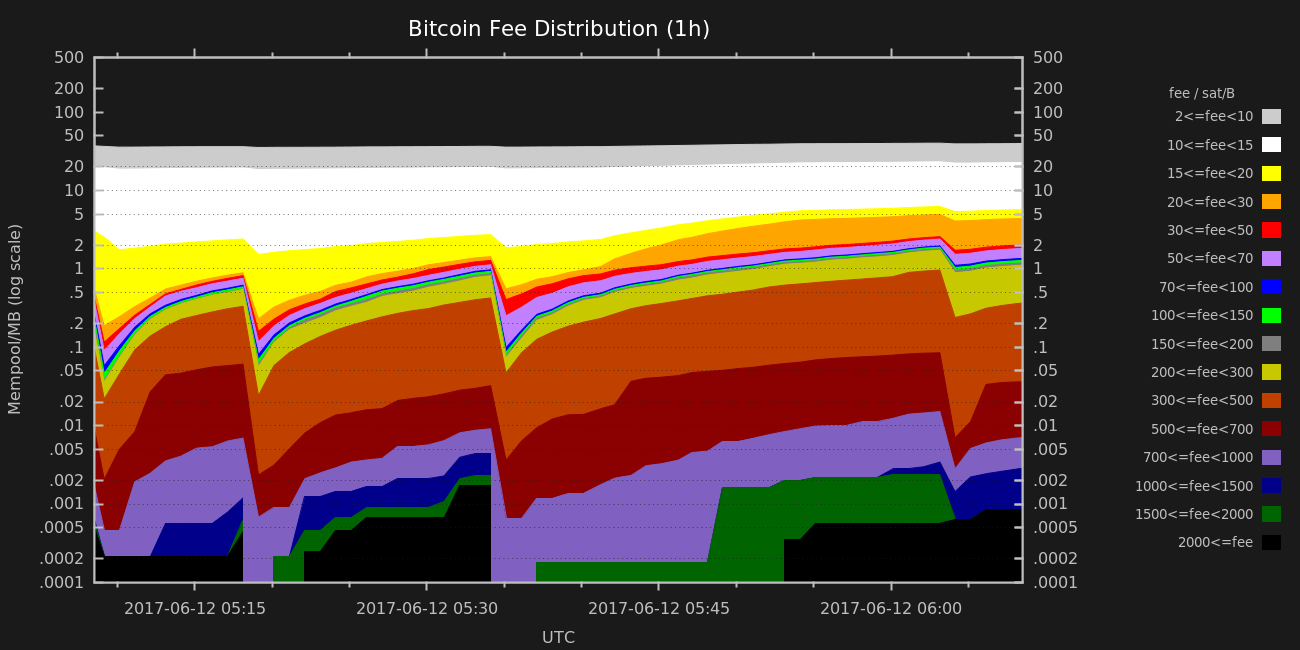 Bitcoin Fee Distribution (1h)
500 500
200 200
100 100
50 50
20 20
10 10
5 5
2 2
1 1
.5 .5
.2 .2
.1 .1
.05 .05
.02 .02
.01 .01
.005 .005
.002 .002
.001 .001
.0005 .0005
.0002 .0002
.0001 .0001
Mempool/MB (log scale)
2017-06-12 05:15 2017-06-12 05:30 2017-06-12 05:45 2017-06-12 06:00
UTC
fee / sat/B
2<=fee<10
10<=fee<15
15<=fee<20
20<=fee<30
30<=fee<50
50<=fee<70
70<=fee<100
100<=fee<150
150<=fee<200
200<=fee<300
300<=fee<500
500<=fee<700
700<=fee<1000
1000<=fee<1500
1500<=fee<2000
2000<=fee